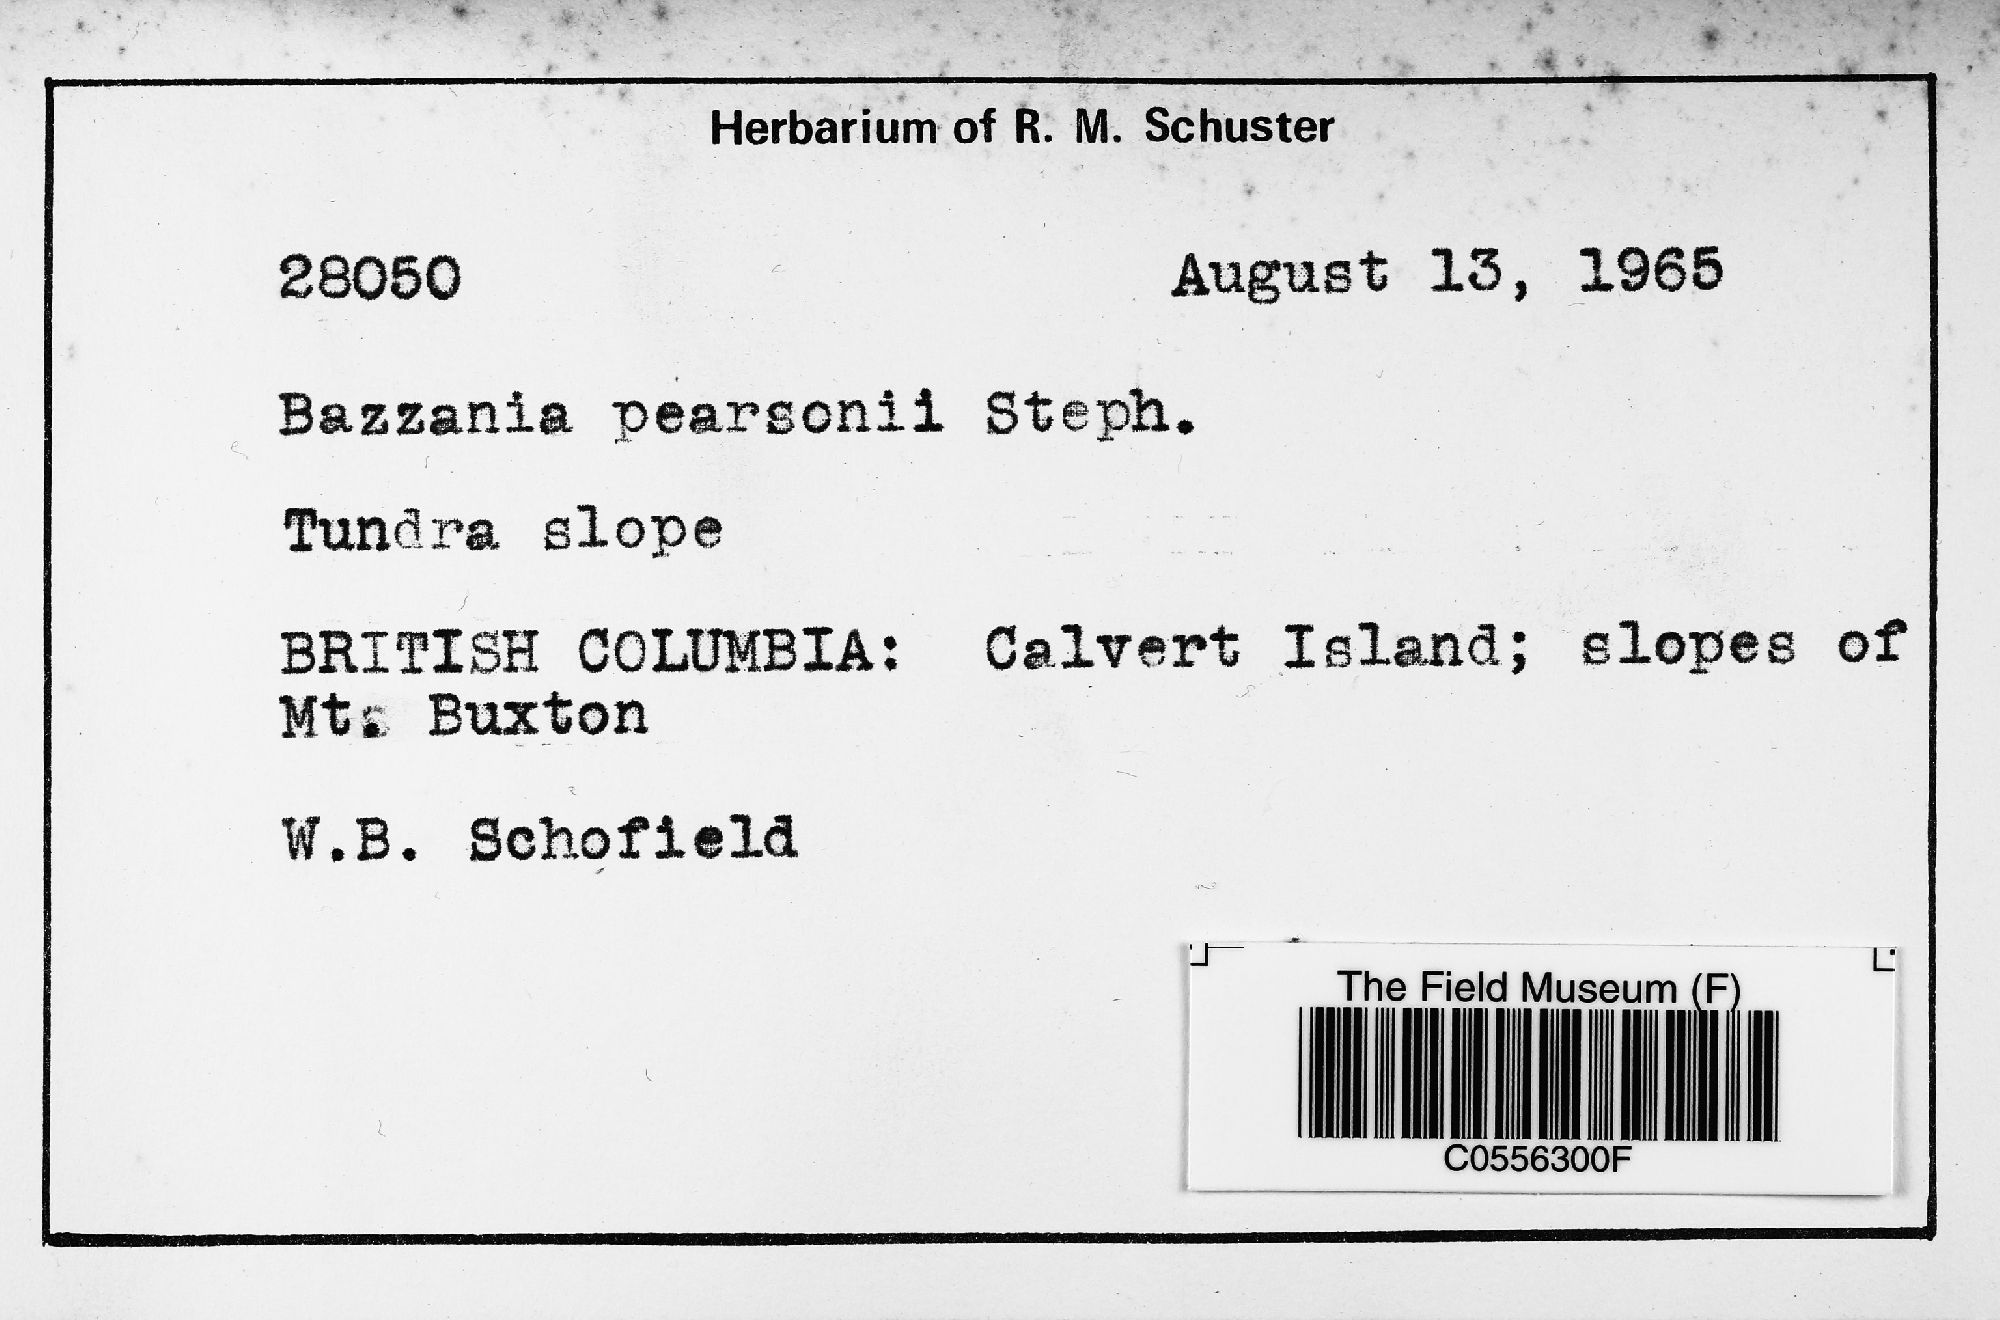 Herbarium of R. M. Schuster
28050 August 13, 1965
Bazzania pearsonii Steph.
Tundra slope
BRITISH COLUMBIA: Calvert Island; slopes of
Mt. Buxton
W.B. Schofield
The Field Museum (F)
C0556300F